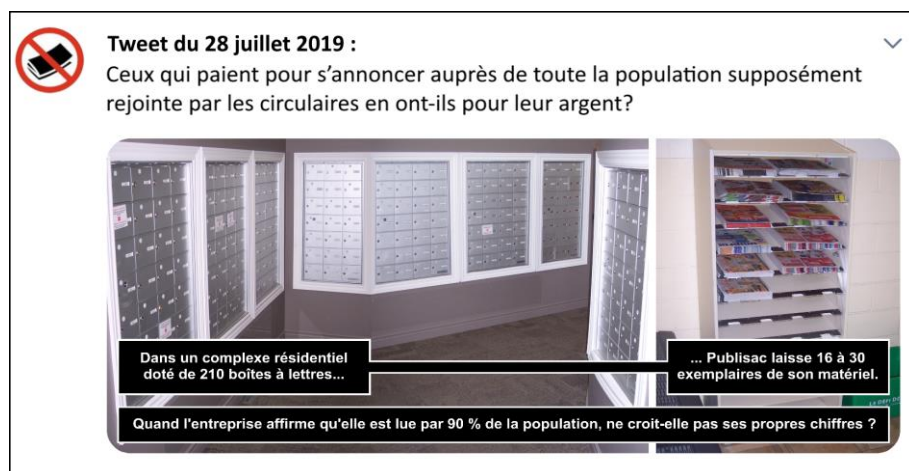 Tweet du 28 juillet 2019 :
Ceux qui paient pour s’annoncer auprès de toute la population supposément
rejointe par les circulaires en ont-ils pour leur argent?
Dans un complexe résidentiel
doté de 210 boîtes à lettres...
... Publisac laisse 16 à 30
exemplaires de son matériel.
Quand l'entreprise affirme qu'elle est lue par 90 % de la population, ne croit-elle pas ses propres chiffres ?